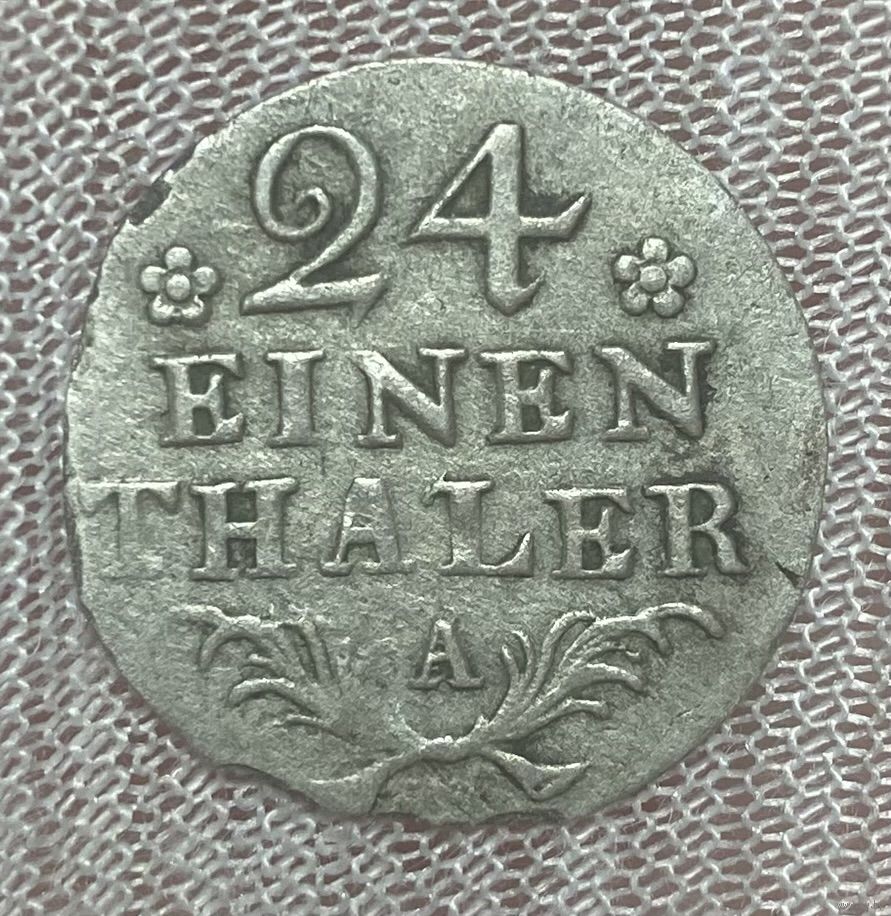 24
EINEN
THALER
A